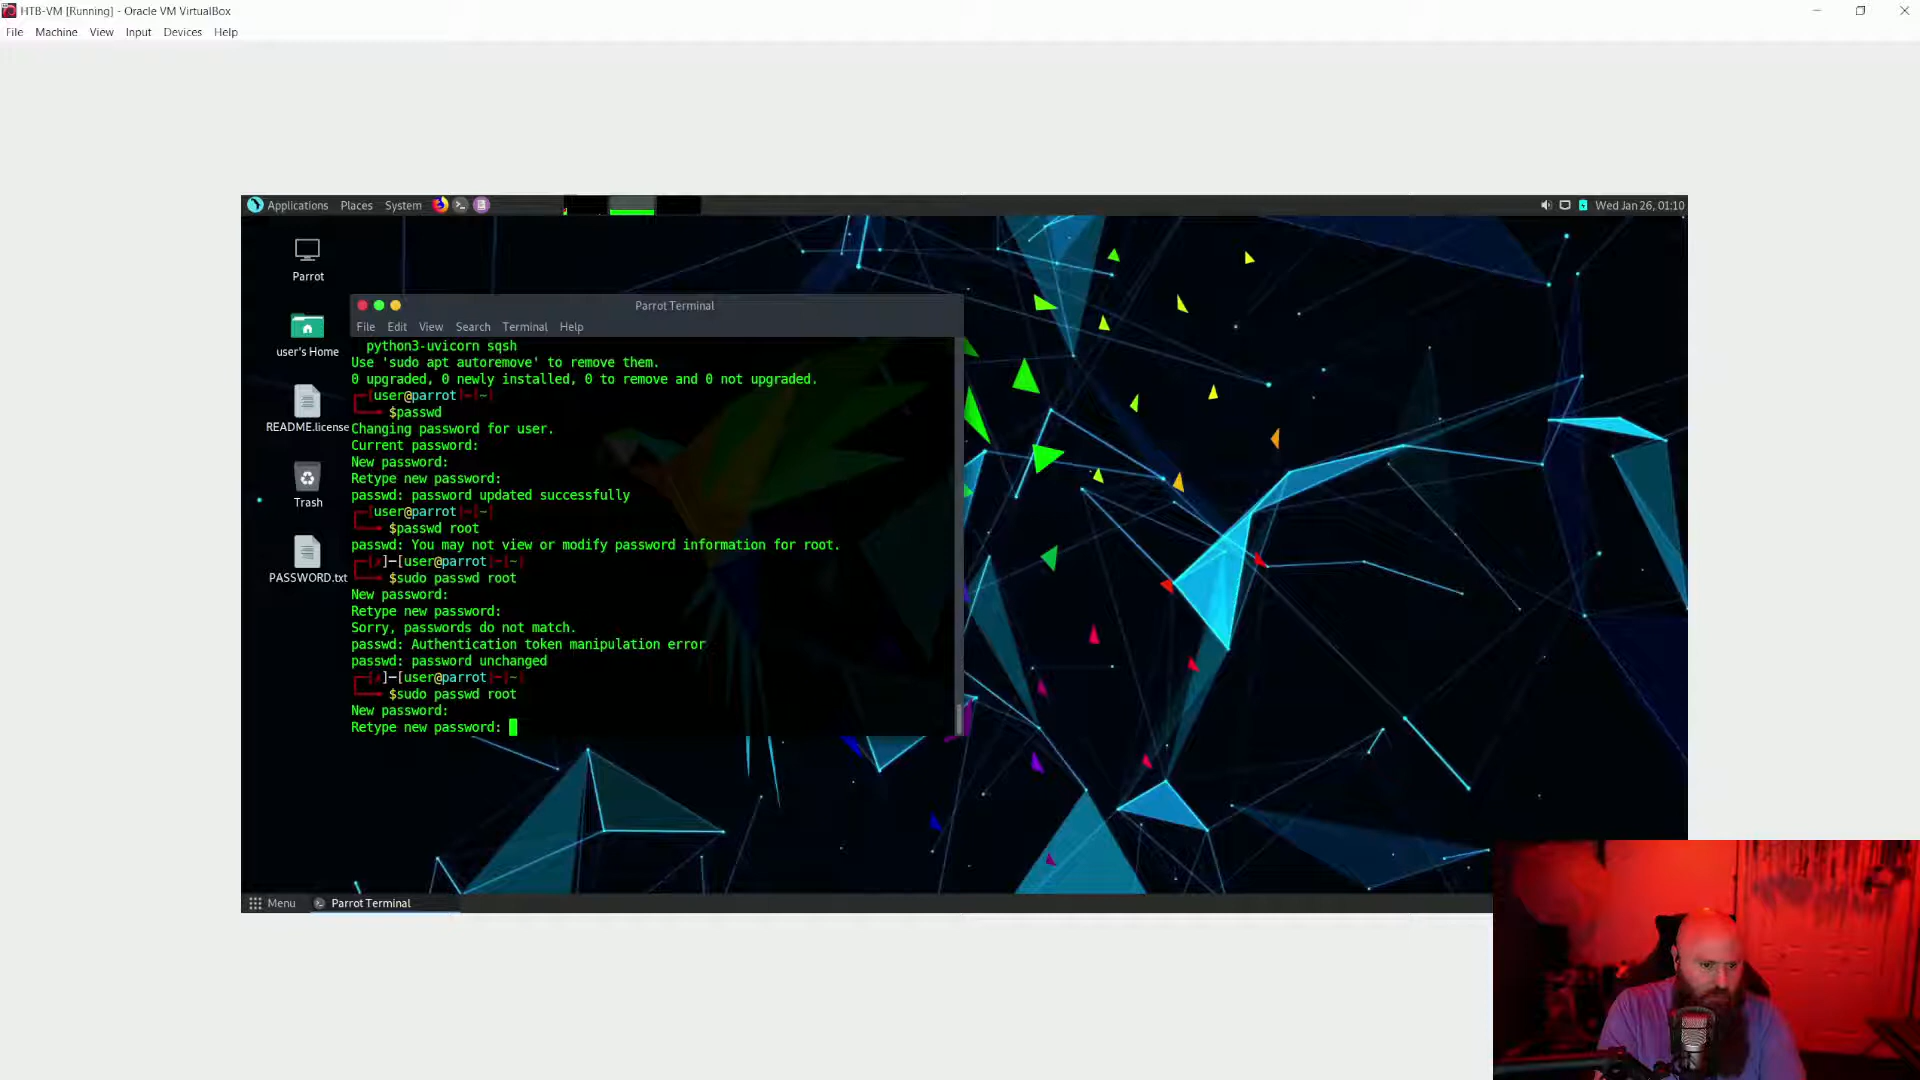 HTB-VM [Running] - Oracle VM VirtualBox
File Machine View Input Devices Help
Applications Places System
Wed Jan 26, 01:10
Parrot
user's Home
README.license
Trash
PASSWORD.txt
Parrot Terminal
File Edit View Search Terminal Help
python3-uvicorn sqsh
Use 'sudo apt autoremove' to remove them.
0 upgraded, 0 newly installed, 0 to remove and 0 not upgraded.
┌─[user@parrot]─[~]
└──╼ $passwd
Changing password for user.
Current password:
New password:
Retype new password:
passwd: password updated successfully
┌─[user@parrot]─[~]
└──╼ $passwd root
passwd: You may not view or modify password information for root.
┌─[✗]─[user@parrot]─[~]
└──╼ $sudo passwd root
New password:
Retype new password:
Sorry, passwords do not match.
passwd: Authentication token manipulation error
passwd: password unchanged
┌─[✗]─[user@parrot]─[~]
└──╼ $sudo passwd root
New password:
Retype new password:
Menu
Parrot Terminal